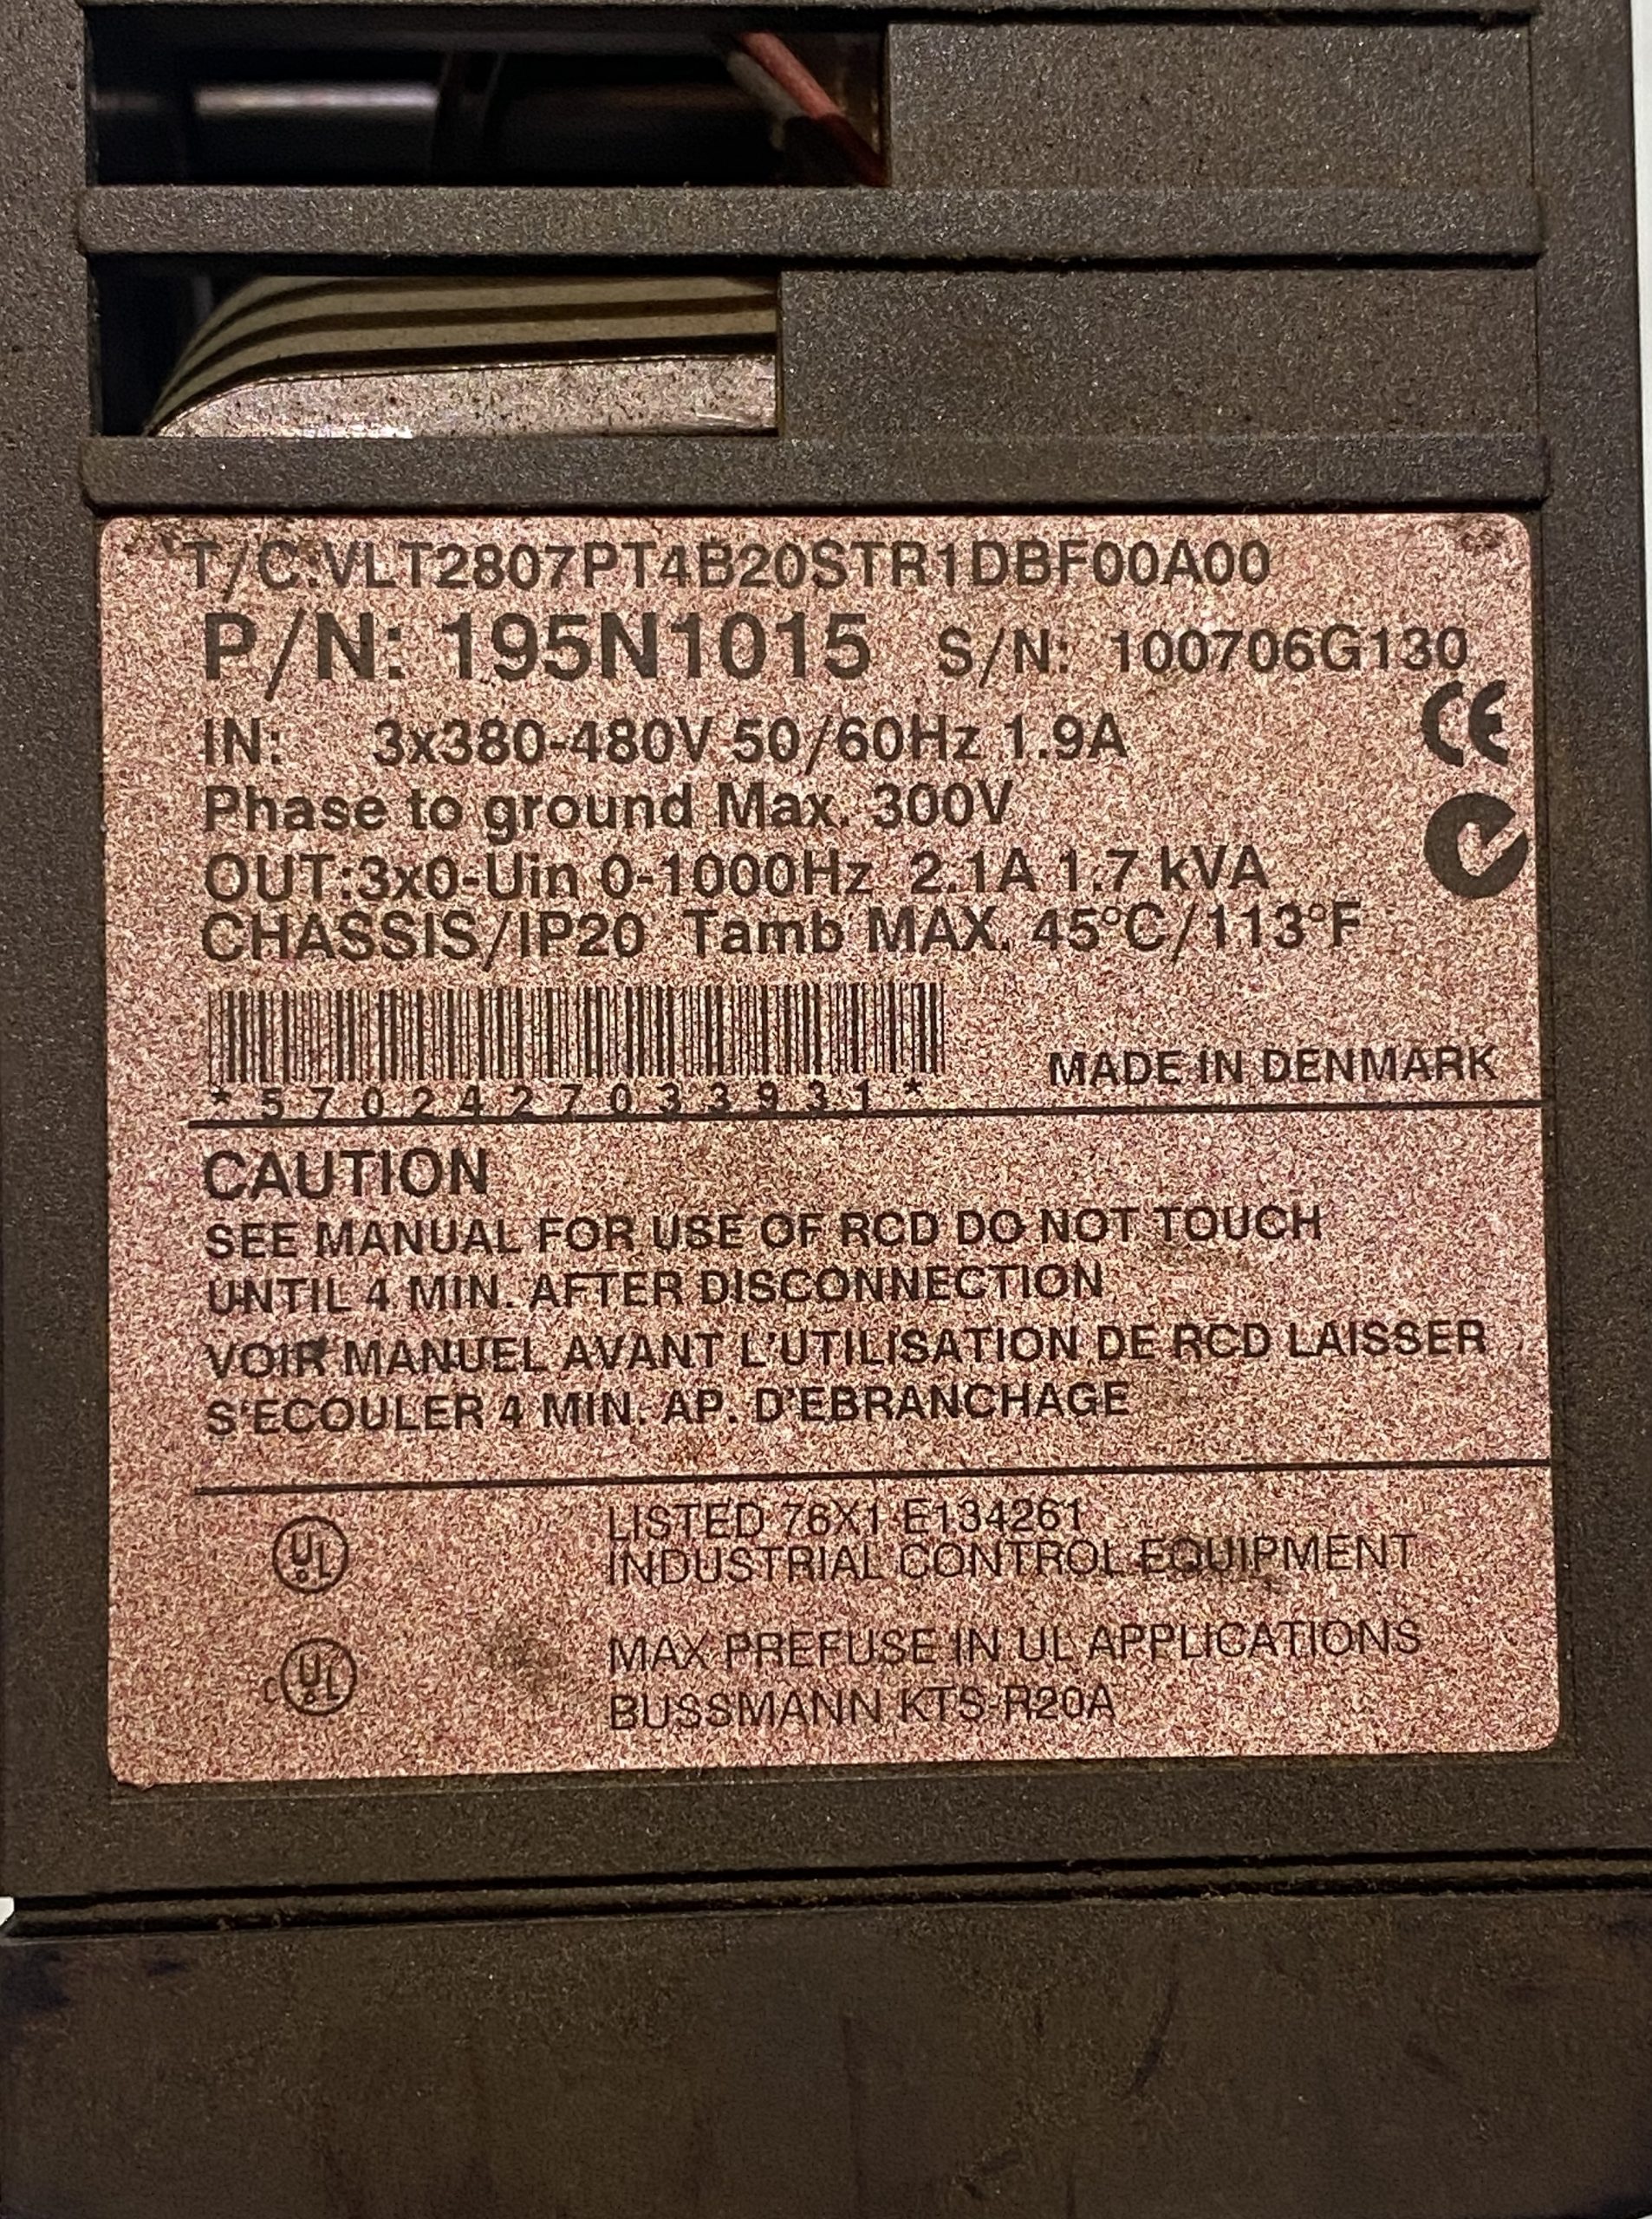 T/C:VLT2807PT4B20STR1DBF00A00
P/N: 195N1015 S/N: 100706G130
IN: 3x380-480V 50/60Hz 1.9A
CE
Phase to ground Max. 300V
OUT:3x0-Uin 0-1000Hz 2.1A 1.7 kVA
CHASSIS/IP20 Tamb MAX. 45°C/113°F
MADE IN DENMARK
*5702427033931*
CAUTION
SEE MANUAL FOR USE OF RCD DO NOT TOUCH
UNTIL 4 MIN. AFTER DISCONNECTION
VOIR MANUEL AVANT L'UTILISATION DE RCD LAISSER
S'ECOULER 4 MIN. AP. D'EBRANCHAGE
UL
LISTED 76X1 E134261
INDUSTRIAL CONTROL EQUIPMENT
c UL
MAX PREFUSE IN UL APPLICATIONS
BUSSMANN KTS-R20A